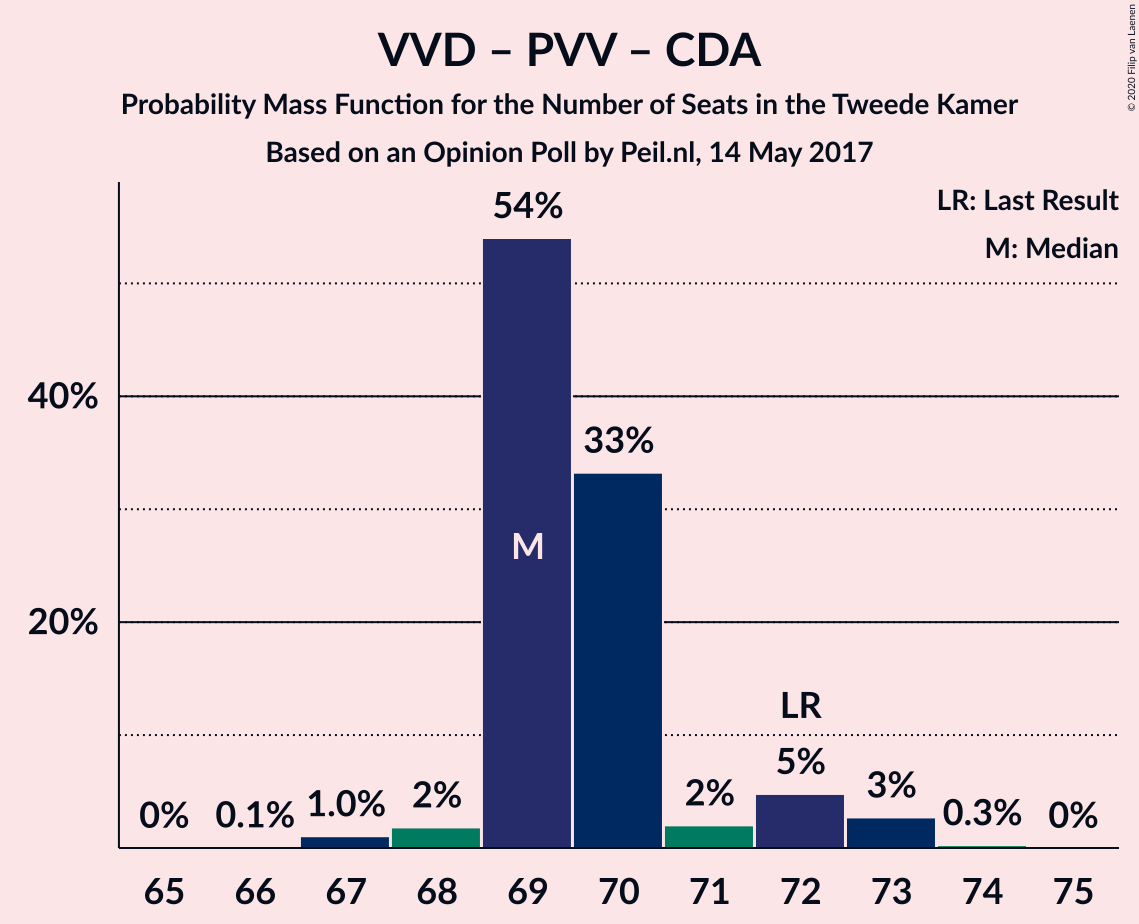 VVD – PVV – CDA
Probability Mass Function for the Number of Seats in the Tweede Kamer
Based on an Opinion Poll by Peil.nl, 14 May 2017
© 2020 Filip van Laenen
LR: Last Result
M: Median
54%
40%
33%
M
20%
LR
5%
3%
2%
2%
1.0%
0%
0.1%
0.3%
0%
65 66 67 68 69 70 71 72 73 74 75